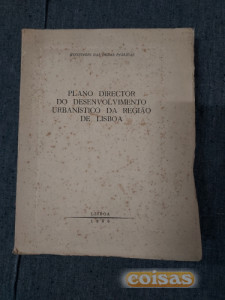 PLANO DIRECTOR
DO DESENVOLVIMENTO
URBANÍSTICO DA REGIÃO
DE LISBOA
LISBOA
coisas